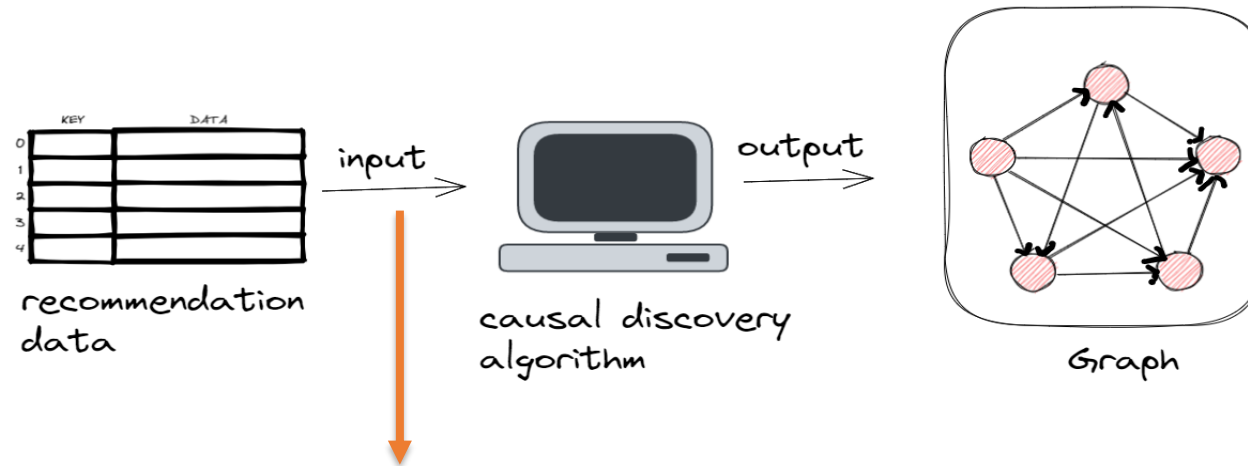 KEY DATA
0
1
2
3
4
input
output
recommendation
data
causal discovery
algorithm
Graph